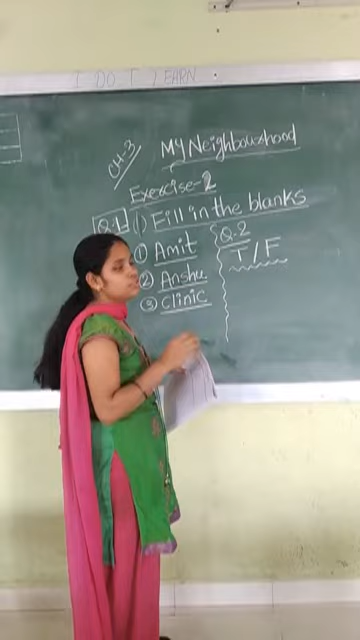 I DO I LEARN
CH-3
My Neighbourhood
Exercise-2
Q.1 (1) Fill in the blanks
① Amit
② Anshu
③ Clinic
Q.2
T/F